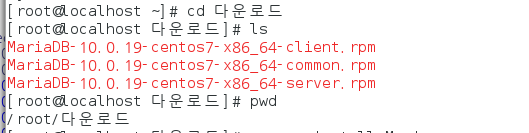 [root@localhost ~]# cd 다운로드
[root@localhost 다운로드]# ls
MariaDB-10.0.19-centos7-x86_64-client.rpm
MariaDB-10.0.19-centos7-x86_64-common.rpm
MariaDB-10.0.19-centos7-x86_64-server.rpm
[root@localhost 다운로드]# pwd
/root/다운로드